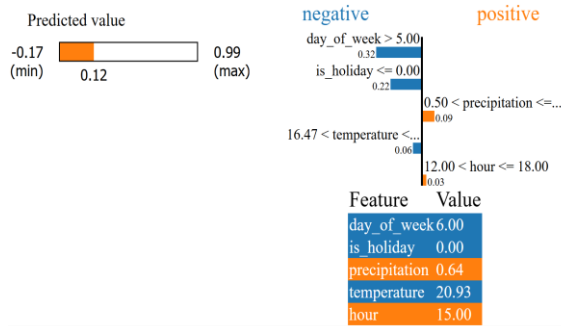 Predicted value
-0.17
(min)
0.12
0.99
(max)
negative
positive
day_of_week > 5.00
0.32
is_holiday <= 0.00
0.22
0.50 < precipitation <=...
0.09
16.47 < temperature <...
0.06
12.00 < hour <= 18.00
0.03
Feature Value
day_of_week 6.00
is_holiday 0.00
precipitation 0.64
temperature 20.93
hour 15.00